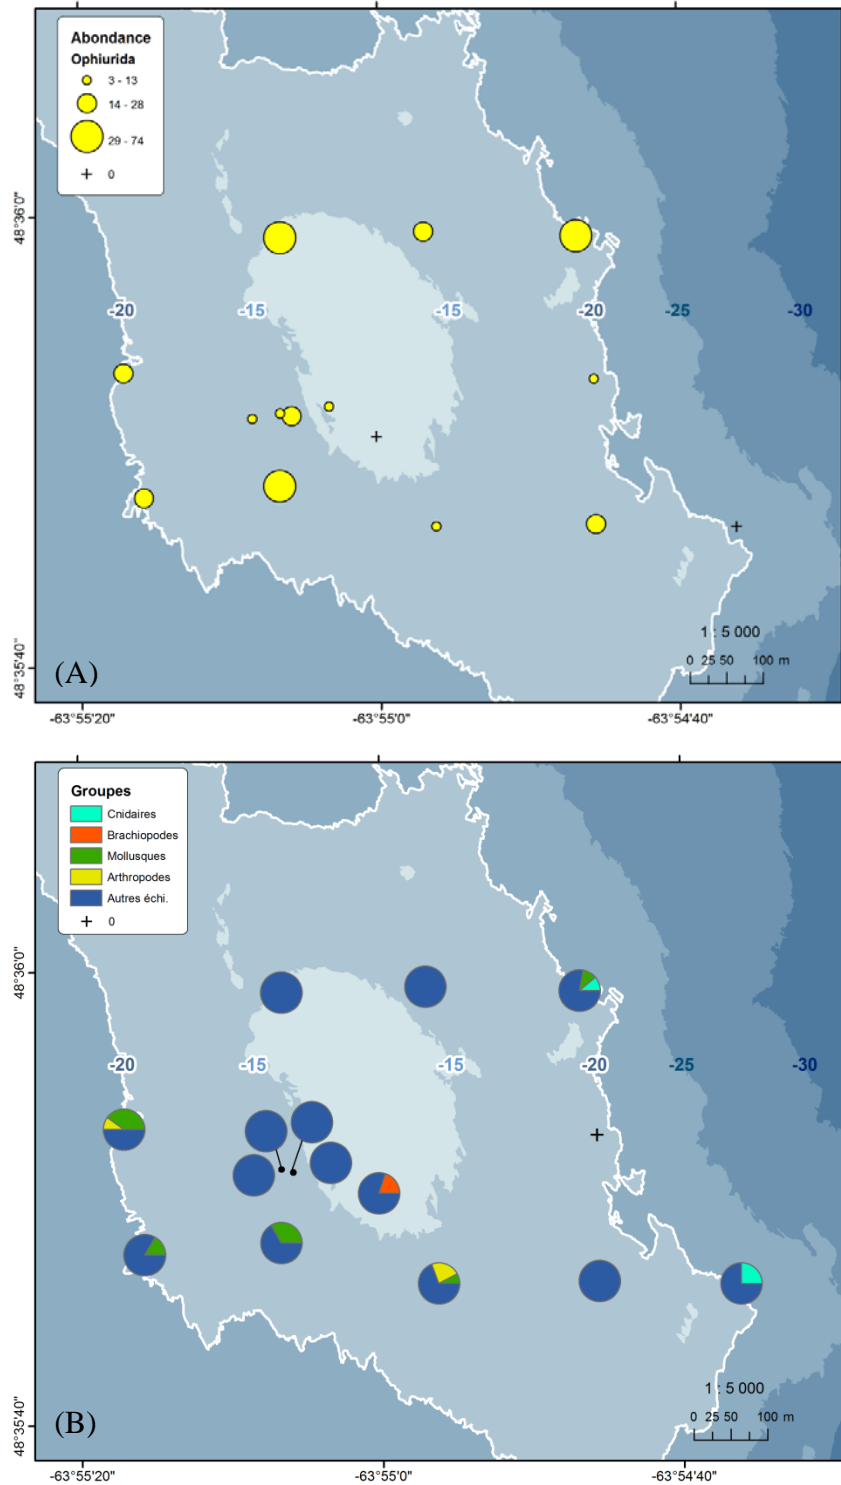 Abondance
Ophiurida
3 - 13
14 - 28
29 - 74
0
48°36'0"
-20 -15 -15 -20 -25 -30
1 : 5 000
0 25 50 100 m
48°35'40"
(A)
-63°55'20" -63°55'0" -63°54'40"
Groupes
Cnidaires
Brachiopodes
Mollusques
Arthropodes
Autres échi.
0
48°36'0"
-20 -15 -15 -20 -25 -30
1 : 5 000
0 25 50 100 m
48°35'40"
(B)
-63°55'20" -63°55'0" -63°54'40"